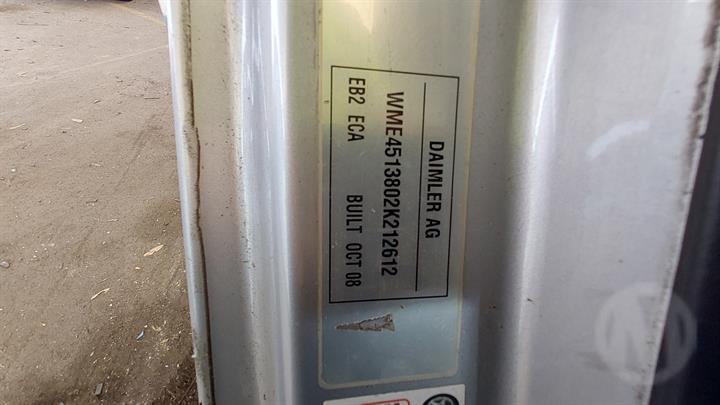 DAIMLER AG
WME4513802K212612
EB2 ECA BUILT OCT 08
M